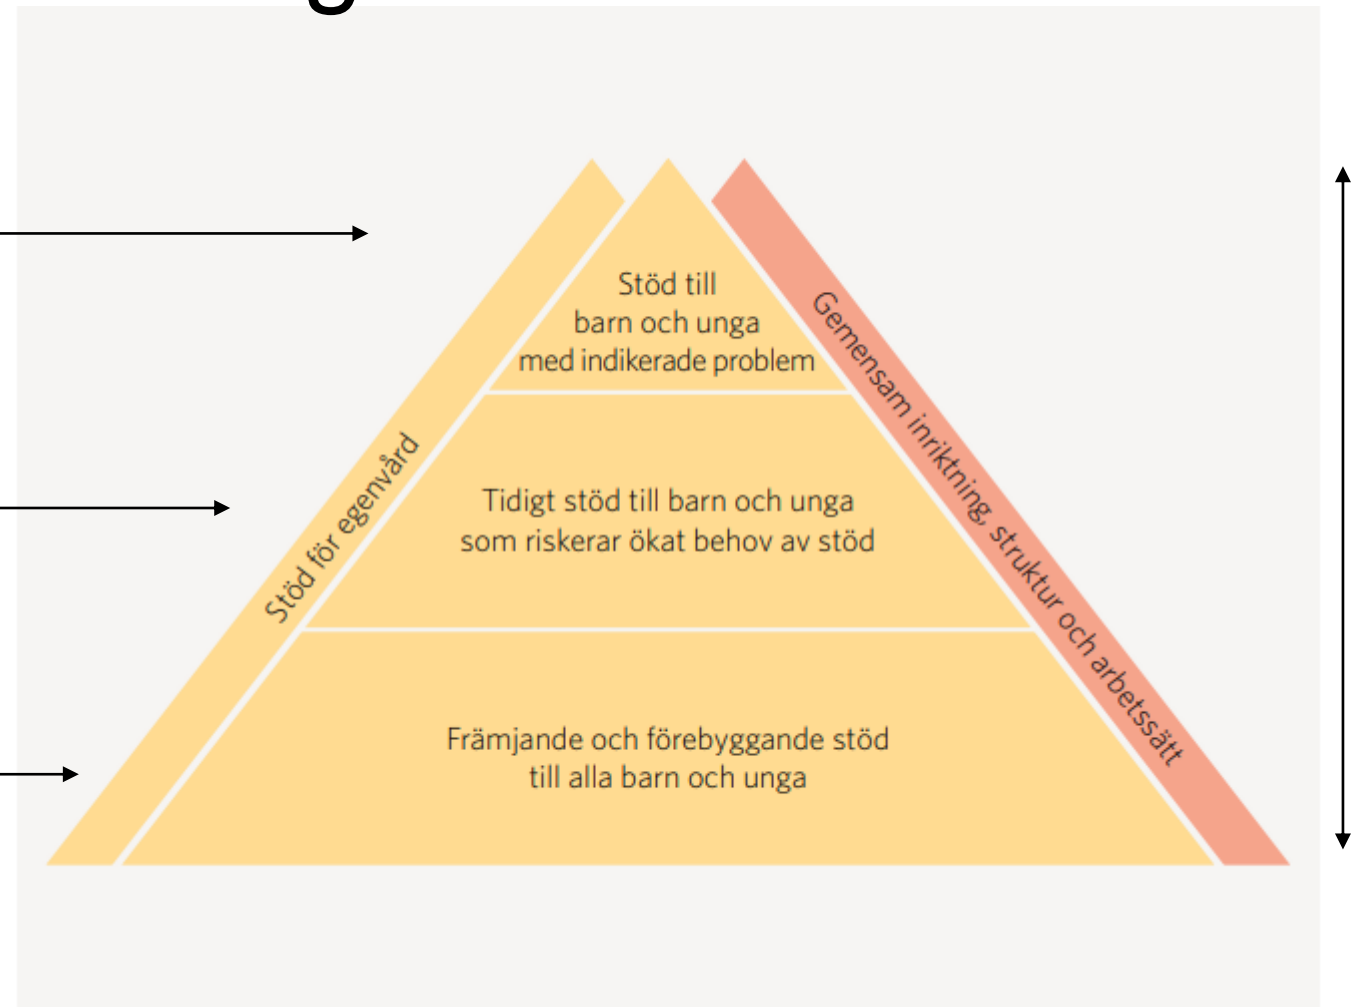 Stöd till
barn och unga
med indikerade problem
Gemensam inriktning, struktur och arbetssätt
Stöd för egenvård
Tidigt stöd till barn och unga
som riskerar ökat behov av stöd
Främjande och förebyggande stöd
till alla barn och unga